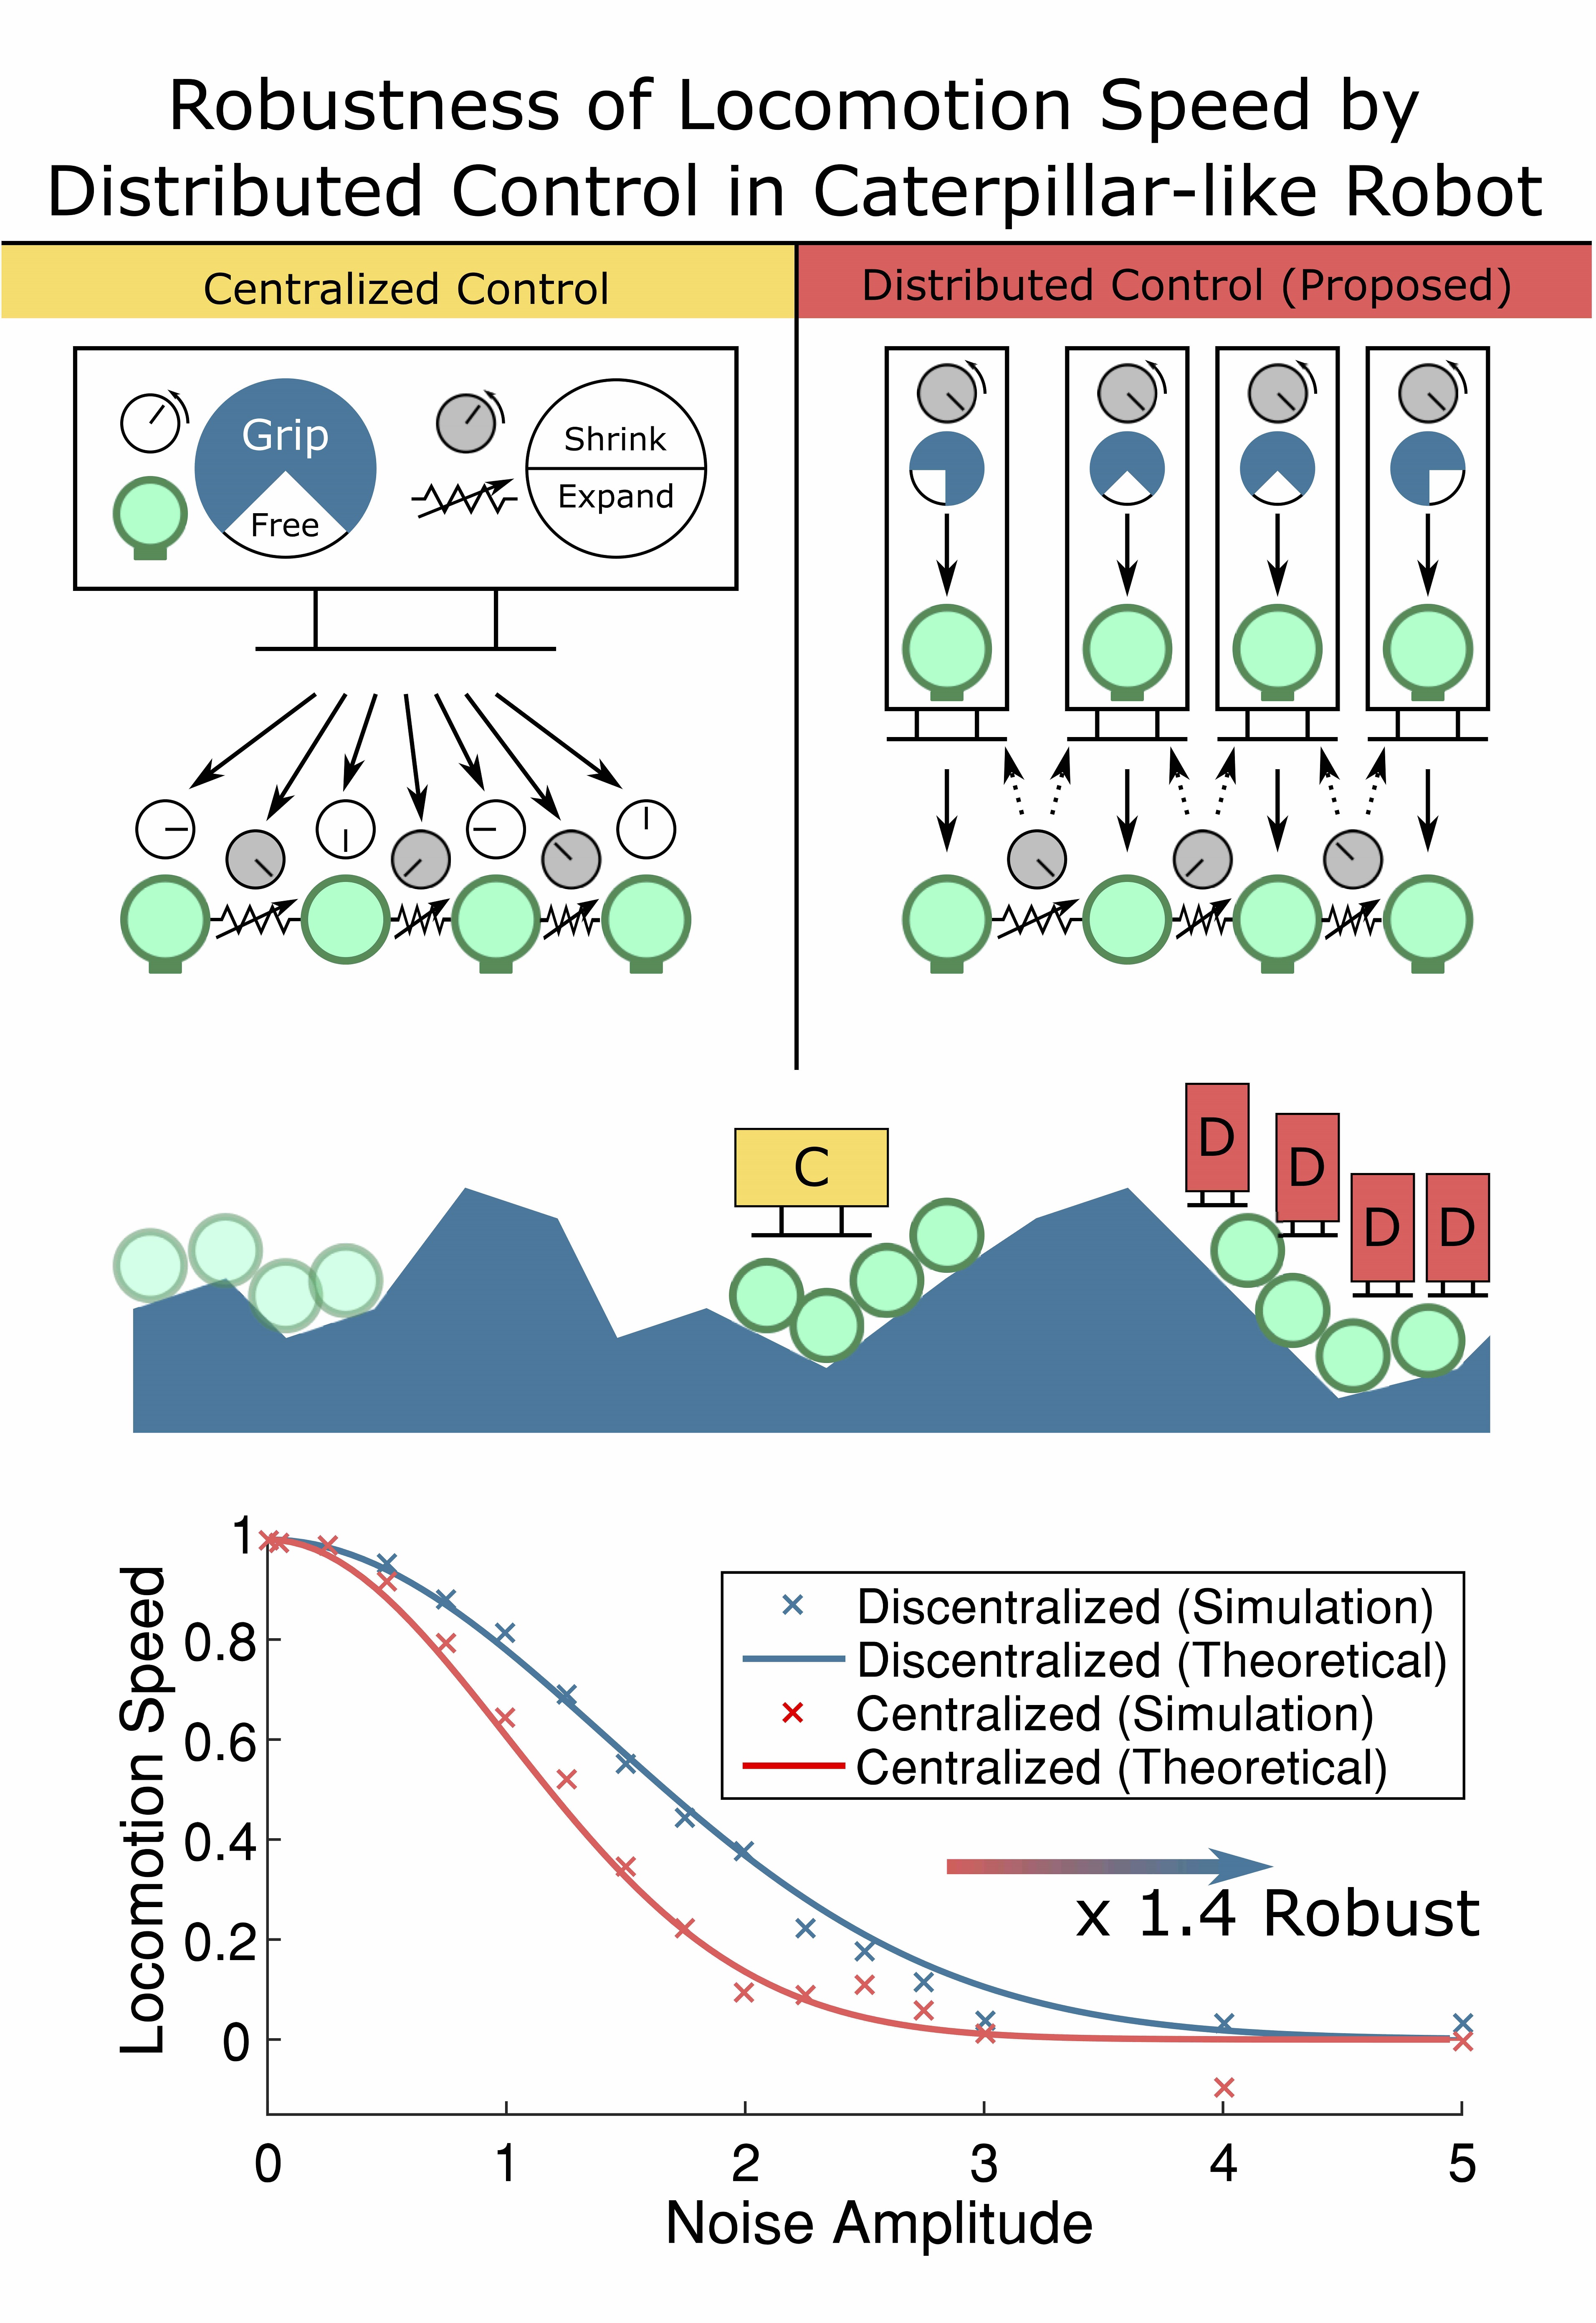 Robustness of Locomotion Speed by
Distributed Control in Caterpillar-like Robot
Centralized Control
Distributed Control (Proposed)
Grip
Free
Shrink
Expand
C
D
D
D
D
1
0.8
0.6
0.4
0.2
0
Locomotion Speed
Discentralized (Simulation)
Discentralized (Theoretical)
Centralized (Simulation)
Centralized (Theoretical)
x 1.4 Robust
0 1 2 3 4 5
Noise Amplitude